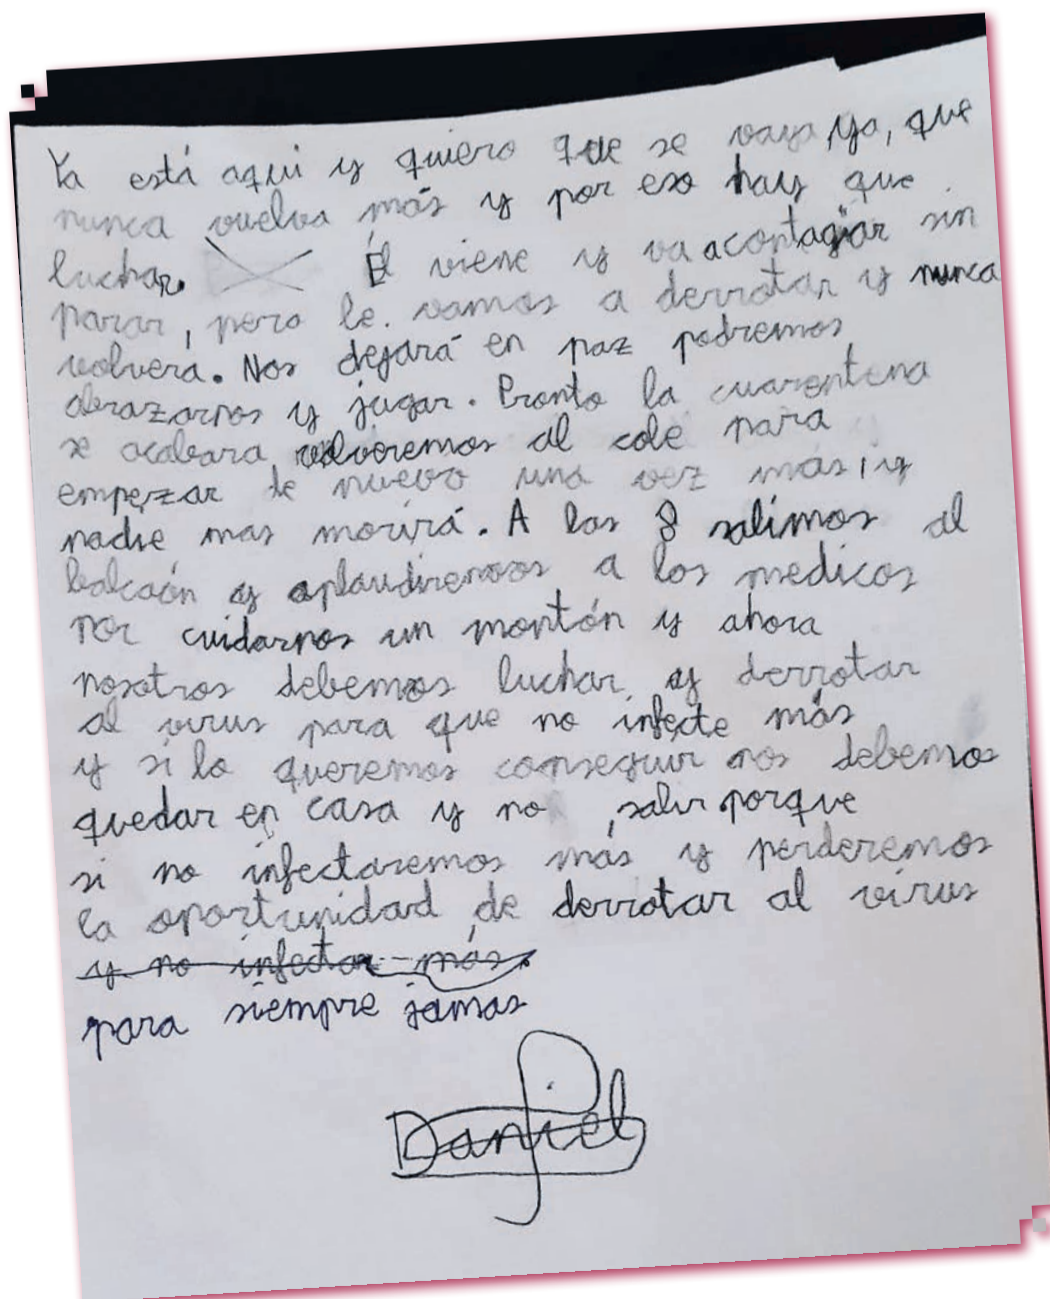 Ya está aqui y quiero que se vaya ya, que
nunca vuelva más y por eso hay que
luchar. El viene y va a contagiar sin
parar, pero le vamos a derrotar y nunca
volverá. Nos dejará en paz podremos
abrazarnos y jugar. Pronto la cuarentena
se acabara, volveremos al cole para
empezar de nuevo una vez más, y
nadie mas morirá. A las 8 salimos al
balcaón y aplaudiremos a los medicos
por cuidarnos un montón y ahora
nosotros debemos luchar y derrotar
al virus para que no infecte más
y si lo queremos conseguir nos debemos
quedar en casa y no salir porque
si no infectaremos más y perderemos
la oportunidad de derrotar al virus
y no infectar más.
para siempre jamas
Daniel